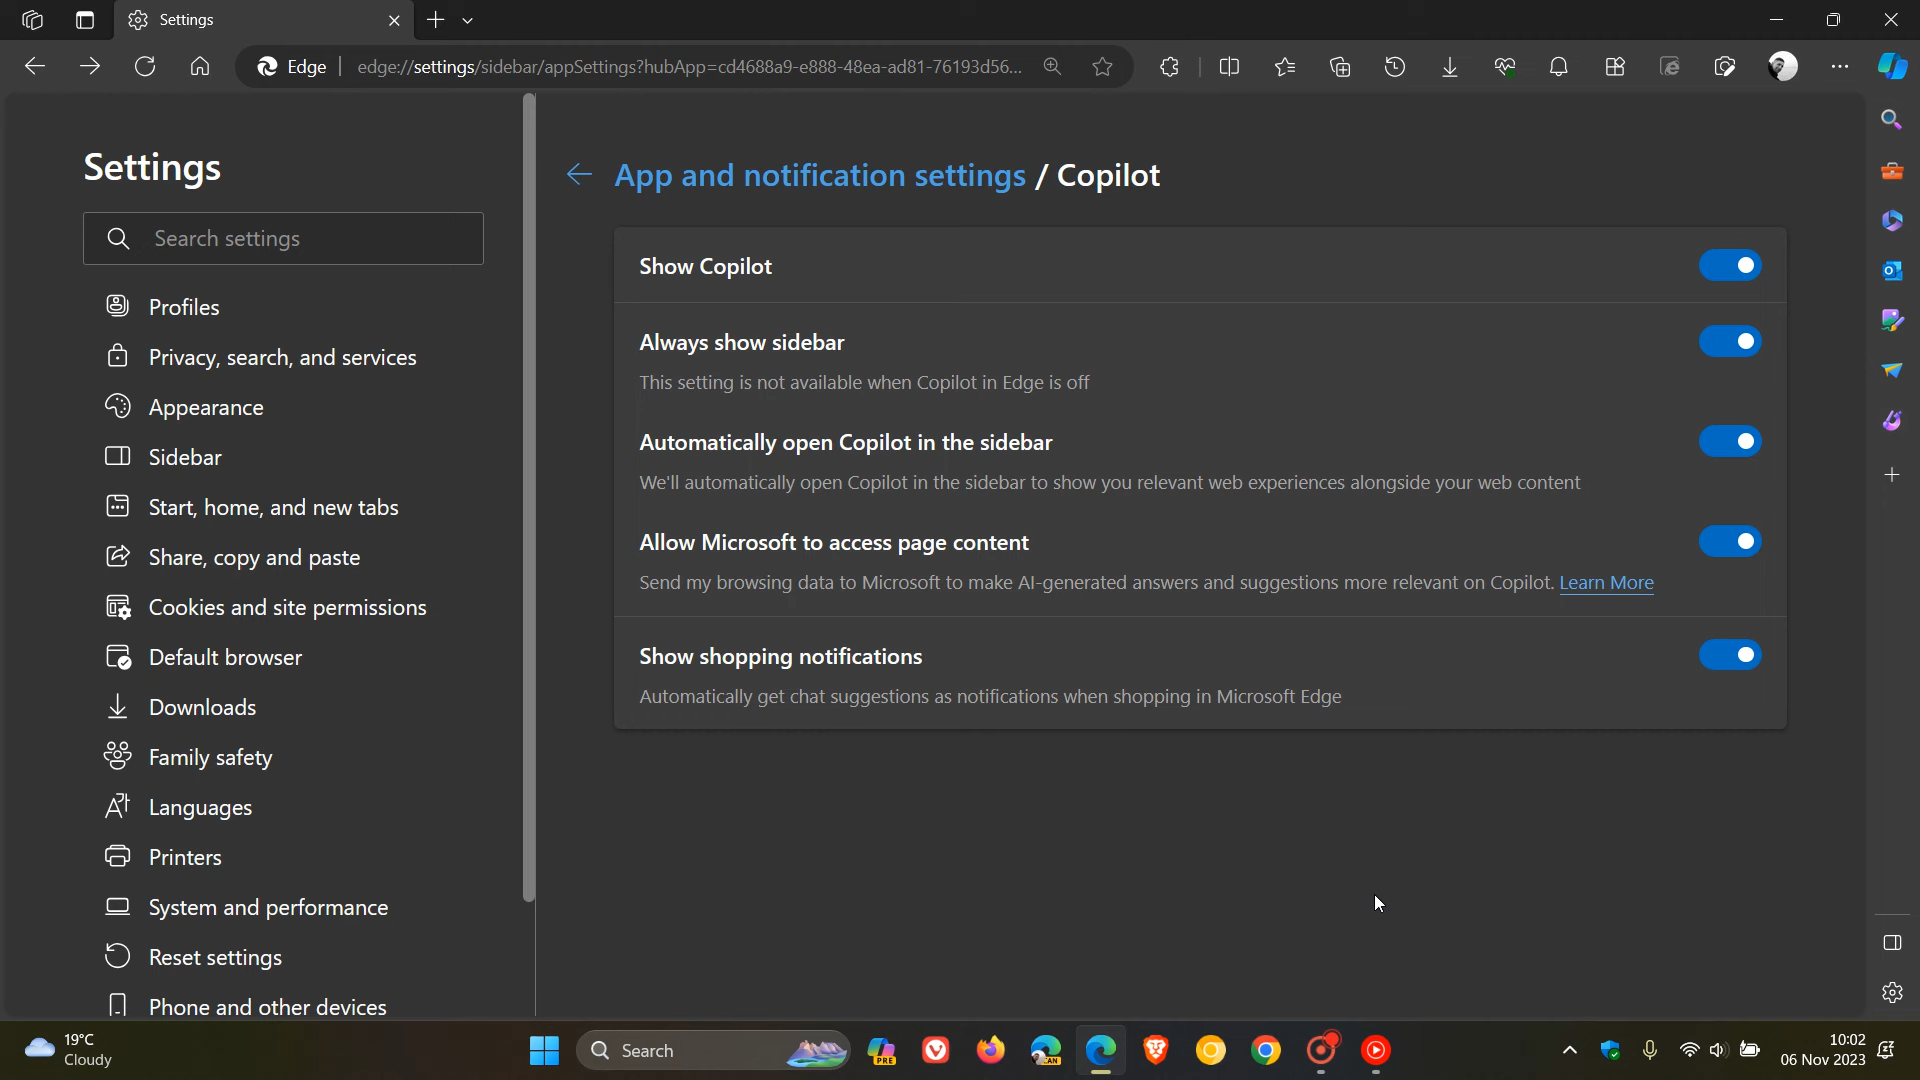 Settings
Edge
edge://settings/sidebar/appSettings?hubApp=cd4688a9-e888-48ea-ad81-76193d56...
Settings
Search settings
Profiles
Privacy, search, and services
Appearance
Sidebar
Start, home, and new tabs
Share, copy and paste
Cookies and site permissions
Default browser
Downloads
Family safety
Languages
Printers
System and performance
Reset settings
Phone and other devices
App and notification settings / Copilot
Show Copilot
Always show sidebar
This setting is not available when Copilot in Edge is off
Automatically open Copilot in the sidebar
We'll automatically open Copilot in the sidebar to show you relevant web experiences alongside your web content
Allow Microsoft to access page content
Send my browsing data to Microsoft to make AI-generated answers and suggestions more relevant on Copilot. Learn More
Show shopping notifications
Automatically get chat suggestions as notifications when shopping in Microsoft Edge
19°C
Cloudy
Search
PRE
CAN
10:02
06 Nov 2023